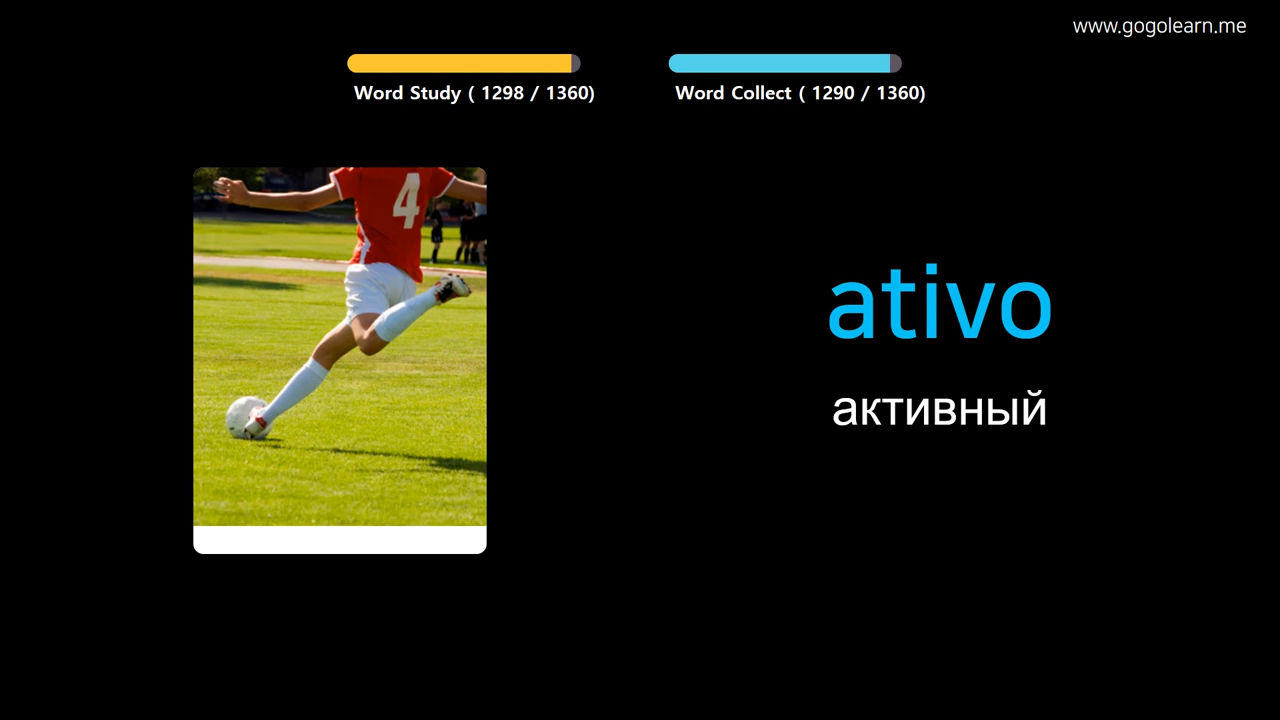 www.gogolearn.me
Word Study ( 1298 / 1360)
Word Collect ( 1290 / 1360)
4
ativo
активный